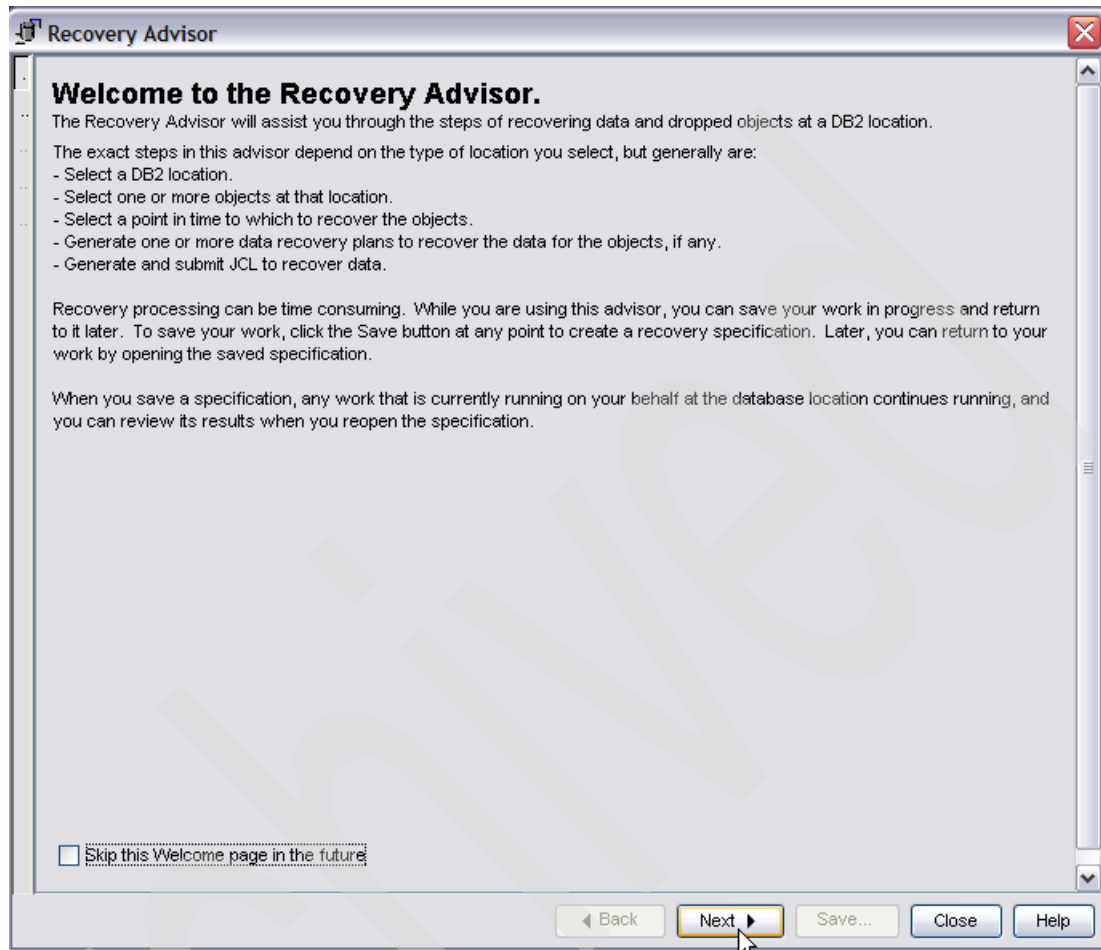 Recovery Advisor
Welcome to the Recovery Advisor.
The Recovery Advisor will assist you through the steps of recovering data and dropped objects at a DB2 location.
The exact steps in this advisor depend on the type of location you select, but generally are:
- Select a DB2 location.
- Select one or more objects at that location.
- Select a point in time to which to recover the objects.
- Generate one or more data recovery plans to recover the data for the objects, if any.
- Generate and submit JCL to recover data.
Recovery processing can be time consuming. While you are using this advisor, you can save your work in progress and return
to it later. To save your work, click the Save button at any point to create a recovery specification. Later, you can return to your
work by opening the saved specification.
When you save a specification, any work that is currently running on your behalf at the database location continues running, and
you can review its results when you reopen the specification.
Skip this Welcome page in the future
Back Next Save... Close Help